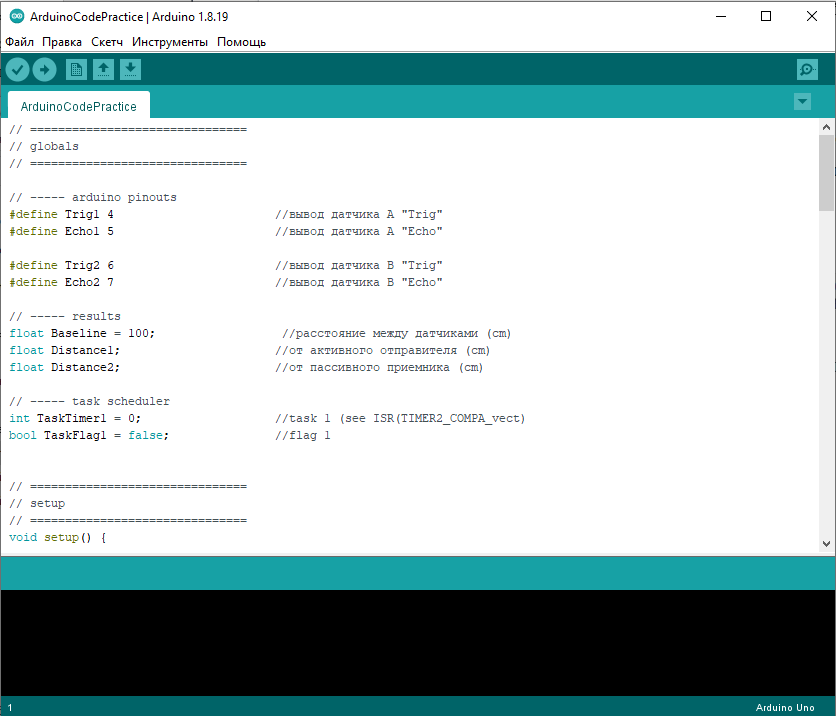 ArduinoCodePractice | Arduino 1.8.19
Файл Правка Скетч Инструменты Помощь
ArduinoCodePractice
// ===============================
// globals
// ===============================
// ----- arduino pinouts
#define Trig1 4 //вывод датчика A "Trig"
#define Echo1 5 //вывод датчика A "Echo"
#define Trig2 6 //вывод датчика B "Trig"
#define Echo2 7 //вывод датчика B "Echo"
// ----- results
float Baseline = 100; //расстояние между датчиками (cm)
float Distance1; //от активного отправителя (cm)
float Distance2; //от пассивного приемника (cm)
// ----- task scheduler
int TaskTimer1 = 0; //task 1 (see ISR(TIMER2_COMPA_vect)
bool TaskFlag1 = false; //flag 1
// ===============================
// setup
// ===============================
void setup() {
1
Arduino Uno